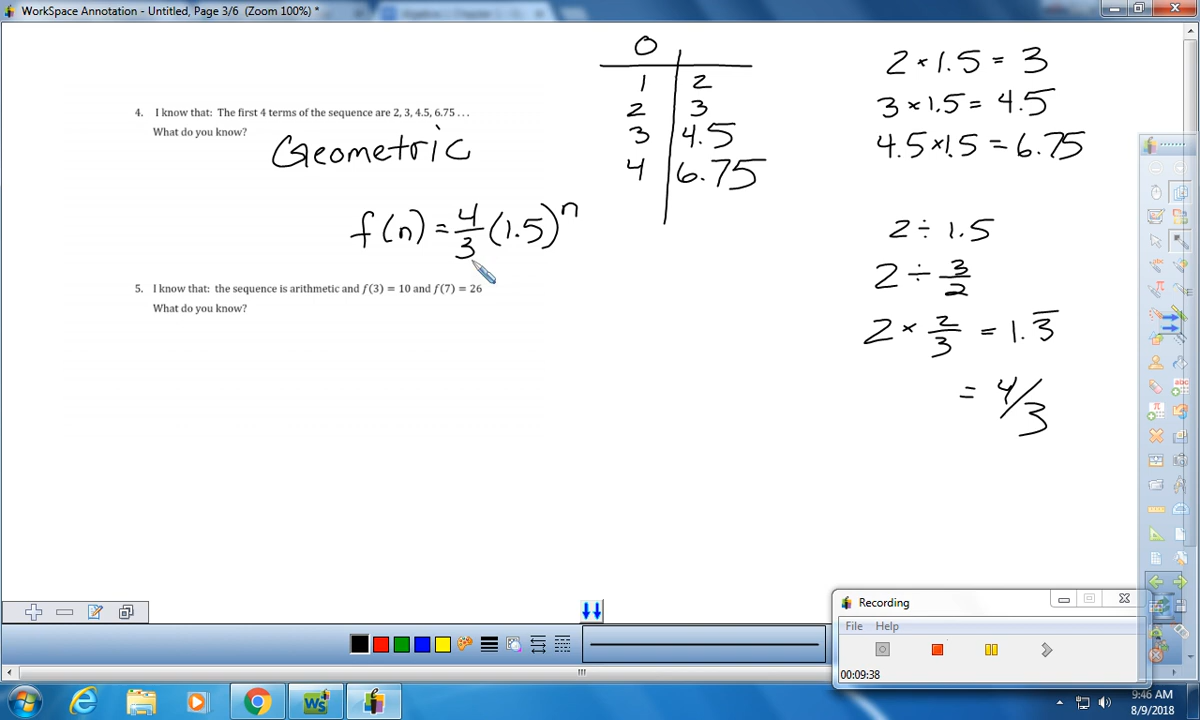 WorkSpace Annotation - Untitled, Page 3/6 (Zoom 100%) *
4. I know that: The first 4 terms of the sequence are 2, 3, 4.5, 6.75 . . .
What do you know?
Geometric
f(n) = 4/3 (1.5)^n
0
1 2
2 3
3 4.5
4 6.75
2 × 1.5 = 3
3 × 1.5 = 4.5
4.5 × 1.5 = 6.75
2 ÷ 1.5
2 ÷ 3/2
2 × 2/3 = 1.3̅
= 4/3
5. I know that: the sequence is arithmetic and f(3) = 10 and f(7) = 26
What do you know?
Recording
File Help
00:09:38
9:46 AM
8/9/2018